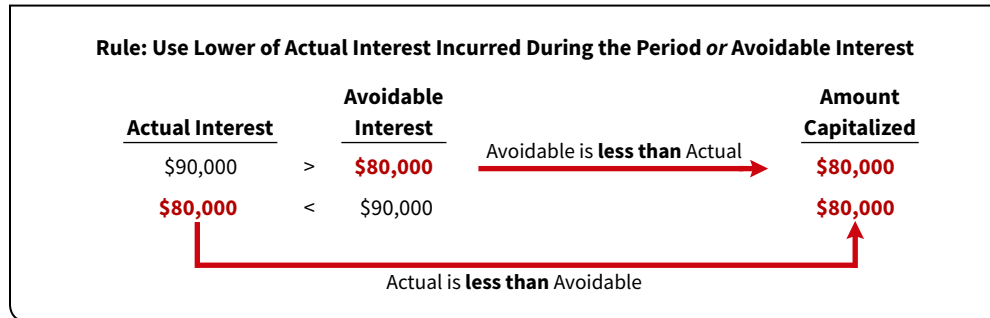 Rule: Use Lower of Actual Interest Incurred During the Period or Avoidable Interest
Actual Interest
Avoidable
Interest
Amount
Capitalized
$90,000 > $80,000 Avoidable is less than Actual $80,000
$80,000 < $90,000 $80,000
Actual is less than Avoidable